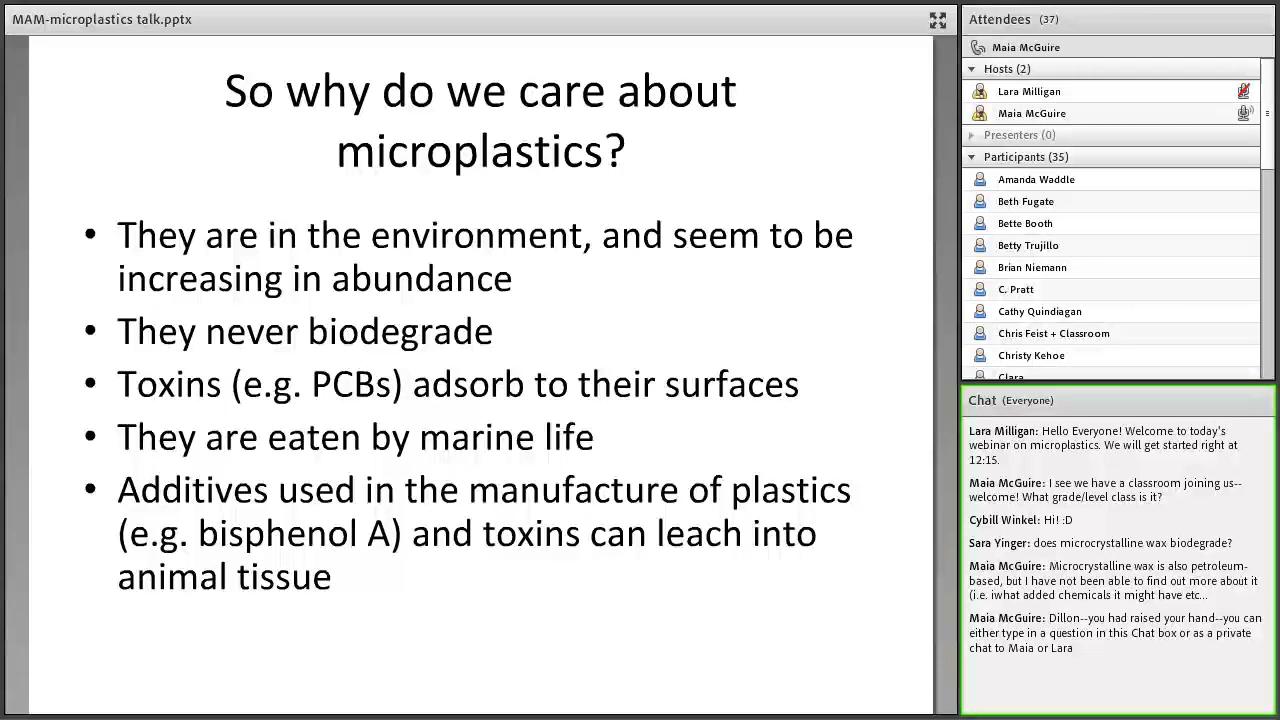 MAM-microplastics talk.pptx
So why do we care about
microplastics?
• They are in the environment, and seem to be
increasing in abundance
• They never biodegrade
• Toxins (e.g. PCBs) adsorb to their surfaces
• They are eaten by marine life
• Additives used in the manufacture of plastics
(e.g. bisphenol A) and toxins can leach into
animal tissue
Attendees (37)
Maia McGuire
Hosts (2)
Lara Milligan
Maia McGuire
Presenters (0)
Participants (35)
Amanda Waddle
Beth Fugate
Bette Booth
Betty Trujillo
Brian Niemann
C. Pratt
Cathy Quindiagan
Chris Feist + Classroom
Christy Kehoe
Clara
Chat (Everyone)
Lara Milligan: Hello Everyone! Welcome to today's
webinar on microplastics. We will get started right at
12:15.
Maia McGuire: I see we have a classroom joining us--
welcome! What grade/level class is it?
Cybill Winkel: Hi! :D
Sara Yinger: does microcrystalline wax biodegrade?
Maia McGuire: Microcrystalline wax is also petroleum-
based, but I have not been able to find out more about it
(i.e. iwhat added chemicals it might have etc...
Maia McGuire: Dillon--you had raised your hand--you can
either type in a question in this Chat box or as a private
chat to Maia or Lara